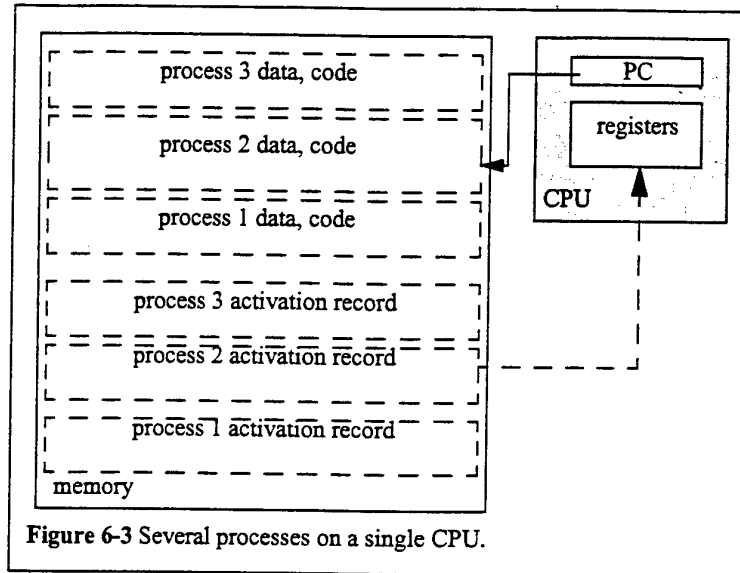 process 3 data, code
process 2 data, code
process 1 data, code
process 3 activation record
process 2 activation record
process 1 activation record
memory
PC
registers
CPU
Figure 6-3 Several processes on a single CPU.